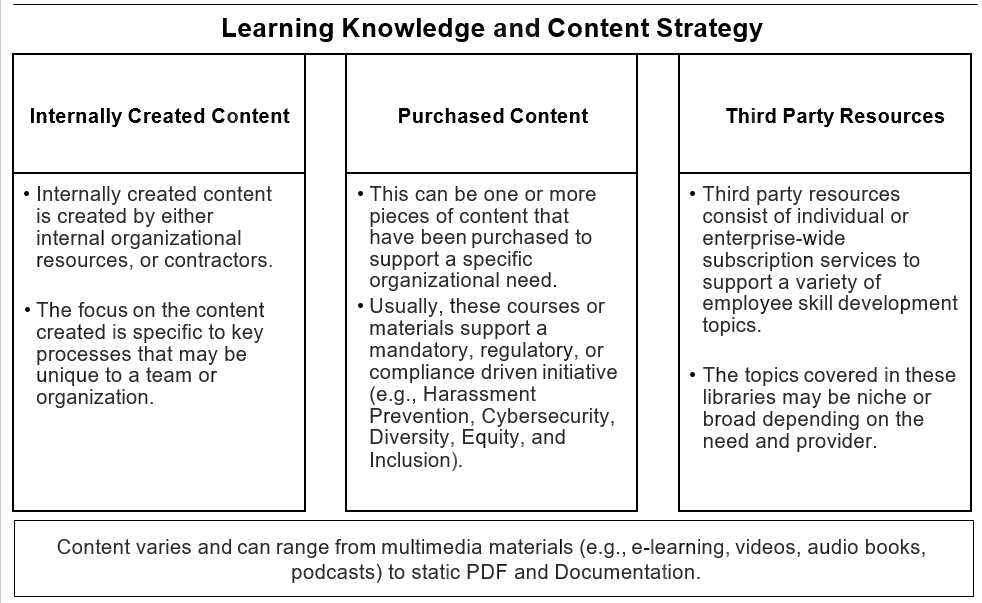 Learning Knowledge and Content Strategy
Internally Created Content
• Internally created content
is created by either
internal organizational
resources, or contractors.
• The focus on the content
created is specific to key
processes that may be
unique to a team or
organization.
Purchased Content
• This can be one or more
pieces of content that
have been purchased to
support a specific
organizational need.
• Usually, these courses or
materials support a
mandatory, regulatory, or
compliance driven initiative
(e.g., Harassment
Prevention, Cybersecurity,
Diversity, Equity, and
Inclusion).
Third Party Resources
• Third party resources
consist of individual or
enterprise-wide
subscription services to
support a variety of
employee skill development
topics.
• The topics covered in these
libraries may be niche or
broad depending on the
need and provider.
Content varies and can range from multimedia materials (e.g., e-learning, videos, audio books,
podcasts) to static PDF and Documentation.